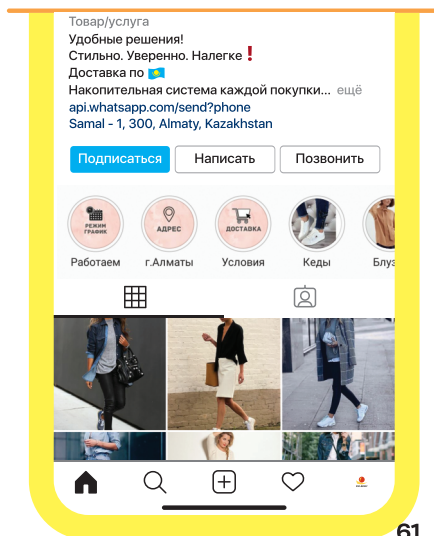 Товар/услуга
Удобные решения!
Стильно. Уверенно. Налегке❗
Доставка по 🇰🇿
Накопительная система каждой покупки... ещё
api.whatsapp.com/send?phone
Samal - 1, 300, Almaty, Kazakhstan
Подписаться Написать Позвонить
РЕЖИМ ГРАФИК АДРЕС ДОСТАВКА
Работаем г.Алматы Условия Кеды Блуз
61